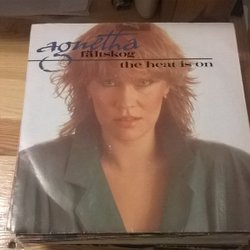 agnetha
fältskog
the heat is on